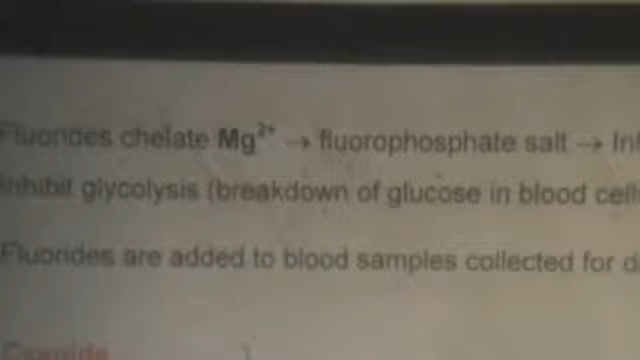 Fluorides chelate Mg²⁺ → fluorophosphate salt →
inhibit glycolysis (breakdown of glucose in blood
Fluorides are added to blood samples collected for
Cyanide